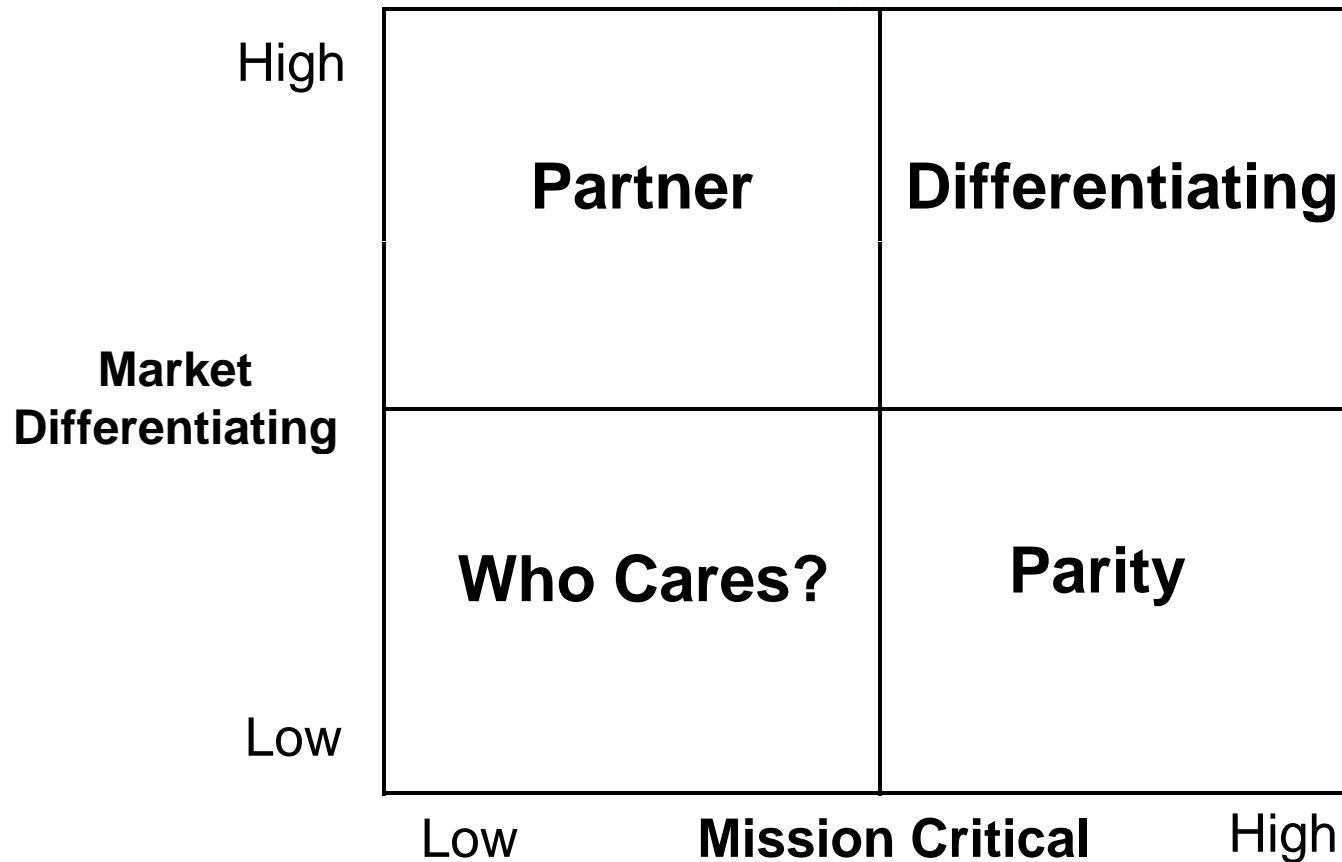 High
Partner
Differentiating
Market
Differentiating
Who Cares?
Parity
Low
Low
Mission Critical
High